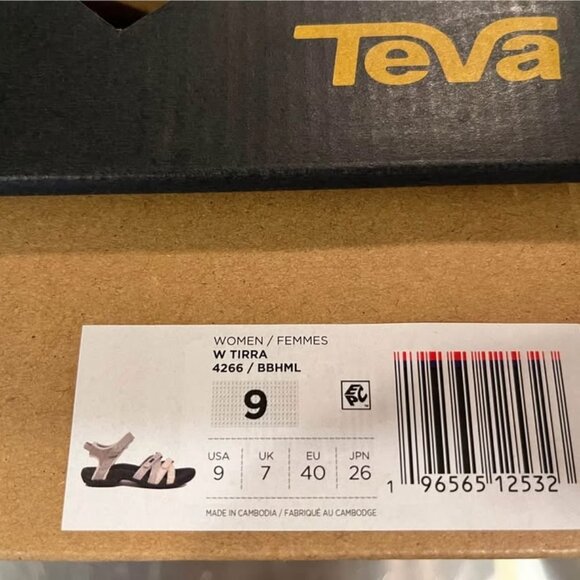 Teva
WOMEN / FEMMES
W TIRRA
4266 / BBHML
9
EPC
USA UK EU JPN
9 7 40 26
MADE IN CAMBODIA / FABRIQUÉ AU CAMBODGE
1 96565 12532